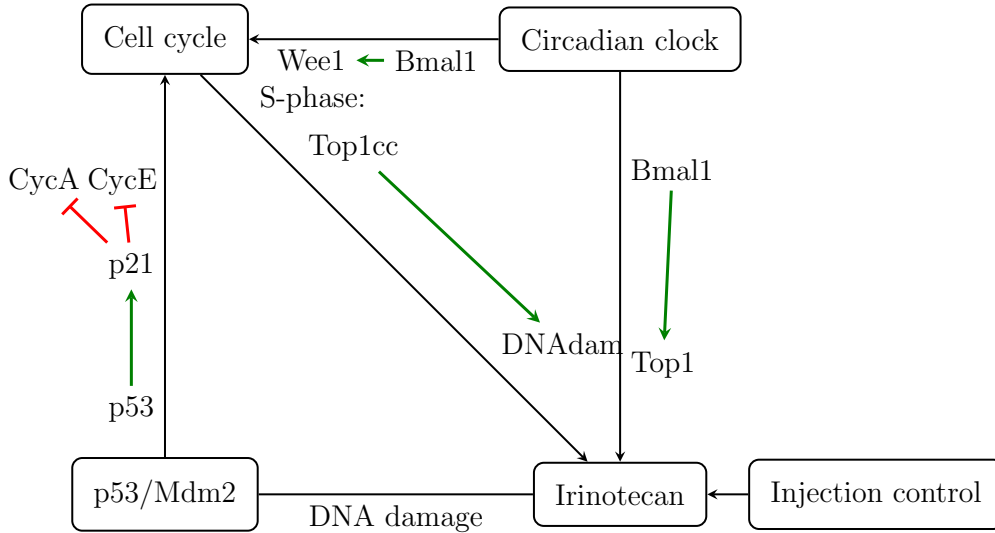 Cell cycle
Circadian clock
Wee1 Bmal1
S-phase:
Top1cc
Bmal1
CycA CycE
p21
DNAdam
Top1
p53
p53/Mdm2
DNA damage
Irinotecan
Injection control